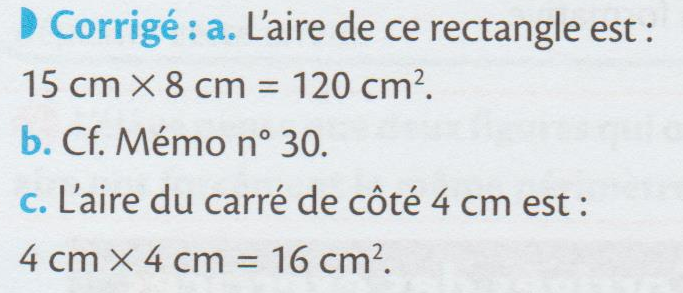 Corrigé : a. L'aire de ce rectangle est :
15 cm × 8 cm = 120 cm².
b. Cf. Mémo n° 30.
c. L'aire du carré de côté 4 cm est :
4 cm × 4 cm = 16 cm².